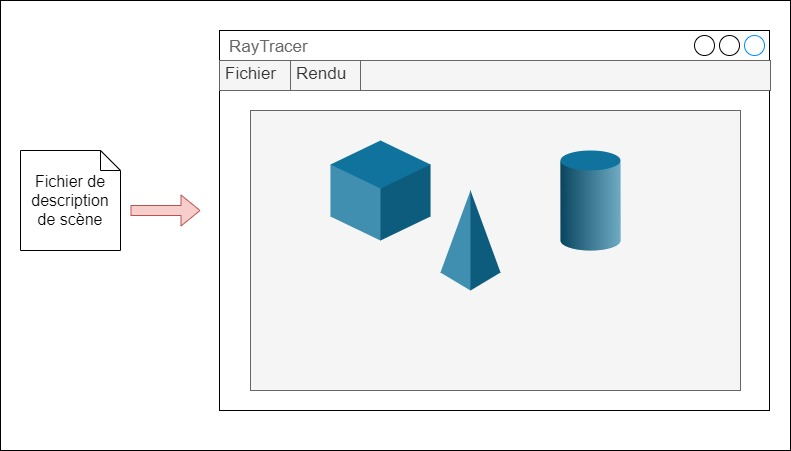 RayTracer
Fichier
Rendu
Fichier de
description
de scène